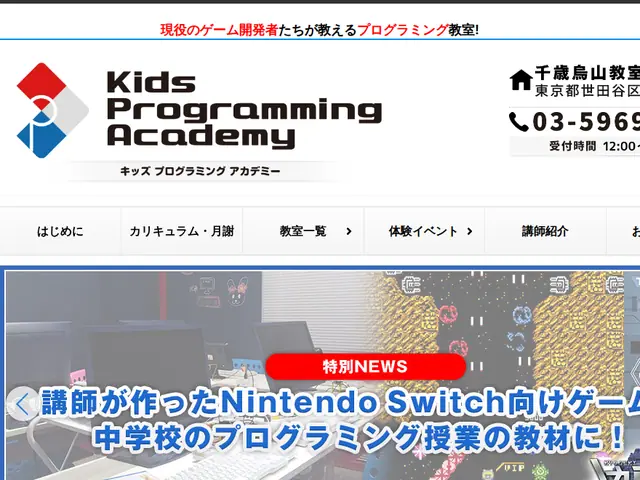 現役のゲーム開発者たちが教えるプログラミング教室!
Kids
Programming
Academy
キッズ プログラミング アカデミー
千歳烏山教室
東京都世田谷区
03-5969
受付時間 12:00~
はじめに
カリキュラム・月謝
教室一覧
体験イベント
講師紹介
お
特別NEWS
講師が作ったNintendo Switch向けゲーム
中学校のプログラミング授業の教材に!
VIP